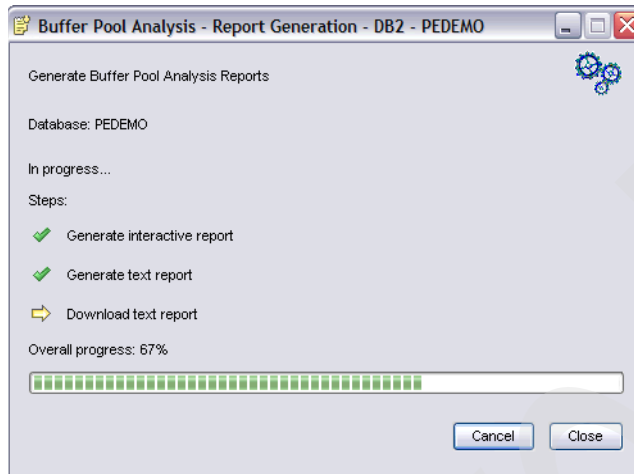 Buffer Pool Analysis - Report Generation - DB2 - PEDEMO
Generate Buffer Pool Analysis Reports
Database: PEDEMO
In progress...
Steps:
Generate interactive report
Generate text report
Download text report
Overall progress: 67%
Cancel Close